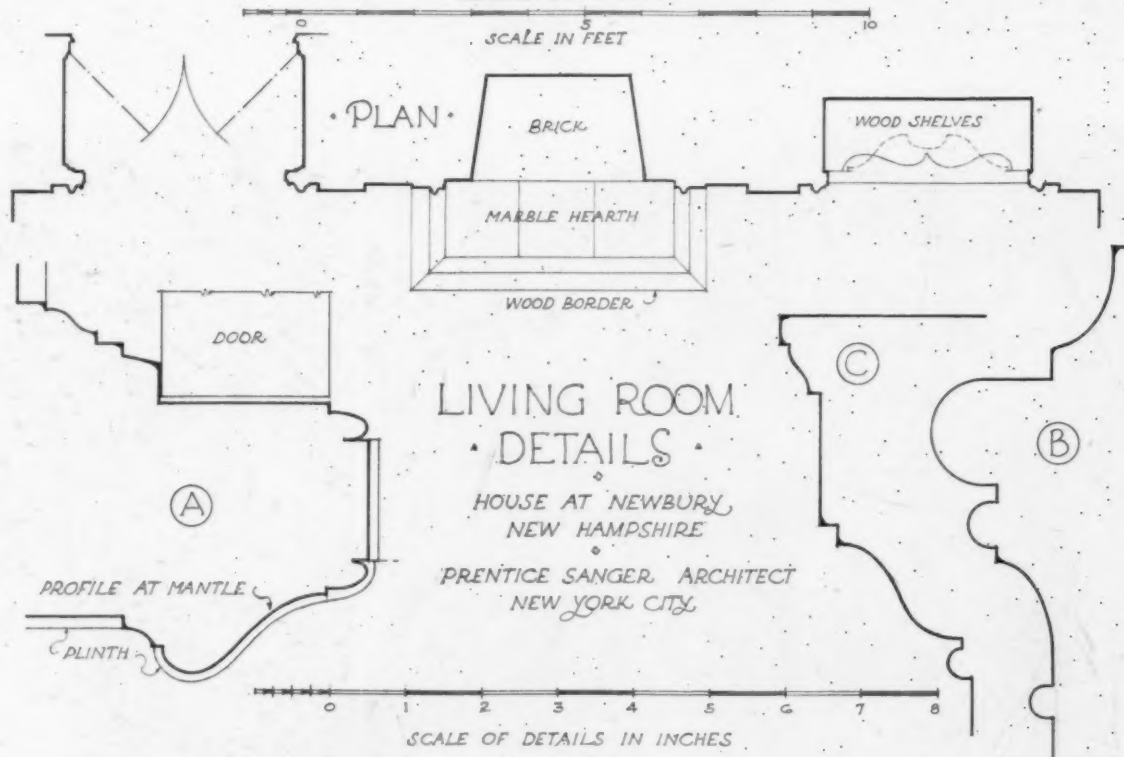 0 5 10
SCALE IN FEET
· PLAN ·
BRICK
WOOD SHELVES
MARBLE HEARTH
WOOD BORDER
DOOR
A
C
B
LIVING ROOM
· DETAILS ·
HOUSE AT NEWBURY
NEW HAMPSHIRE
PRENTICE SANGER ARCHITECT
NEW YORK CITY
PROFILE AT MANTLE
PLINTH
0 1 2 3 4 5 6 7 8
SCALE OF DETAILS IN INCHES